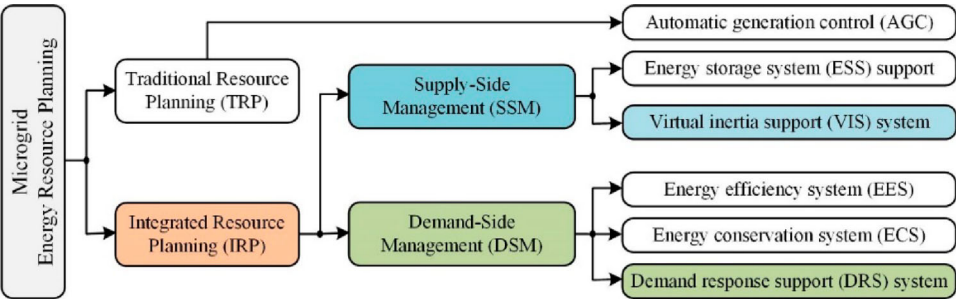 Microgrid
Energy Resource Planning
Traditional Resource
Planning (TRP)
Integrated Resource
Planning (IRP)
Supply-Side
Management (SSM)
Demand-Side
Management (DSM)
Automatic generation control (AGC)
Energy storage system (ESS) support
Virtual inertia support (VIS) system
Energy efficiency system (EES)
Energy conservation system (ECS)
Demand response support (DRS) system